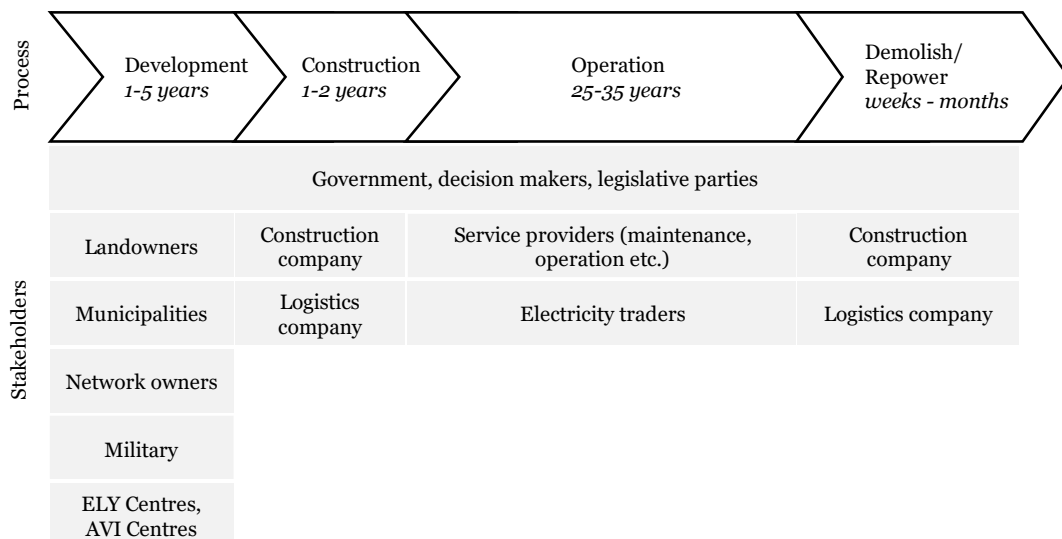 Process
Development
1-5 years
Construction
1-2 years
Operation
25-35 years
Demolish/
Repower
weeks - months
Stakeholders
Government, decision makers, legislative parties
Landowners
Construction
company
Service providers (maintenance,
operation etc.)
Construction
company
Municipalities
Logistics
company
Electricity traders
Logistics company
Network owners
Military
ELY Centres,
AVI Centres